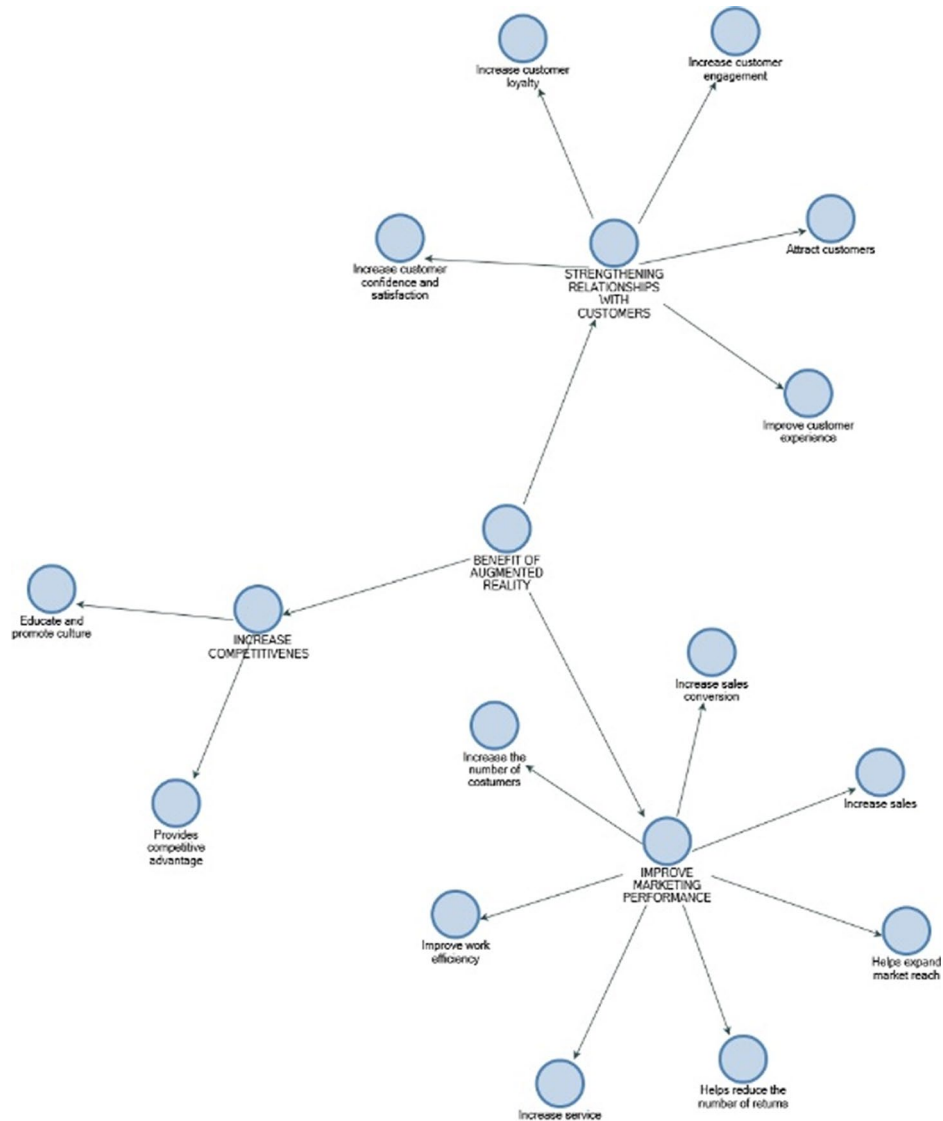 Increase customer
loyalty
Increase customer
engagement
Attract customers
Increase customer
confidence and
satisfaction
STRENGTHENING
RELATIONSHIPS
WITH
CUSTOMERS
Improve customer
experience
BENEFIT OF
AUGMENTED
REALITY
Educate and
promote culture
INCREASE
COMPETITIVENES
Increase sales
conversion
Increase the
number of
costumers
Increase sales
Provides
competitive
advantage
IMPROVE
MARKETING
PERFORMANCE
Improve work
efficiency
Helps expand
market reach
Helps reduce the
number of returns
Increase service